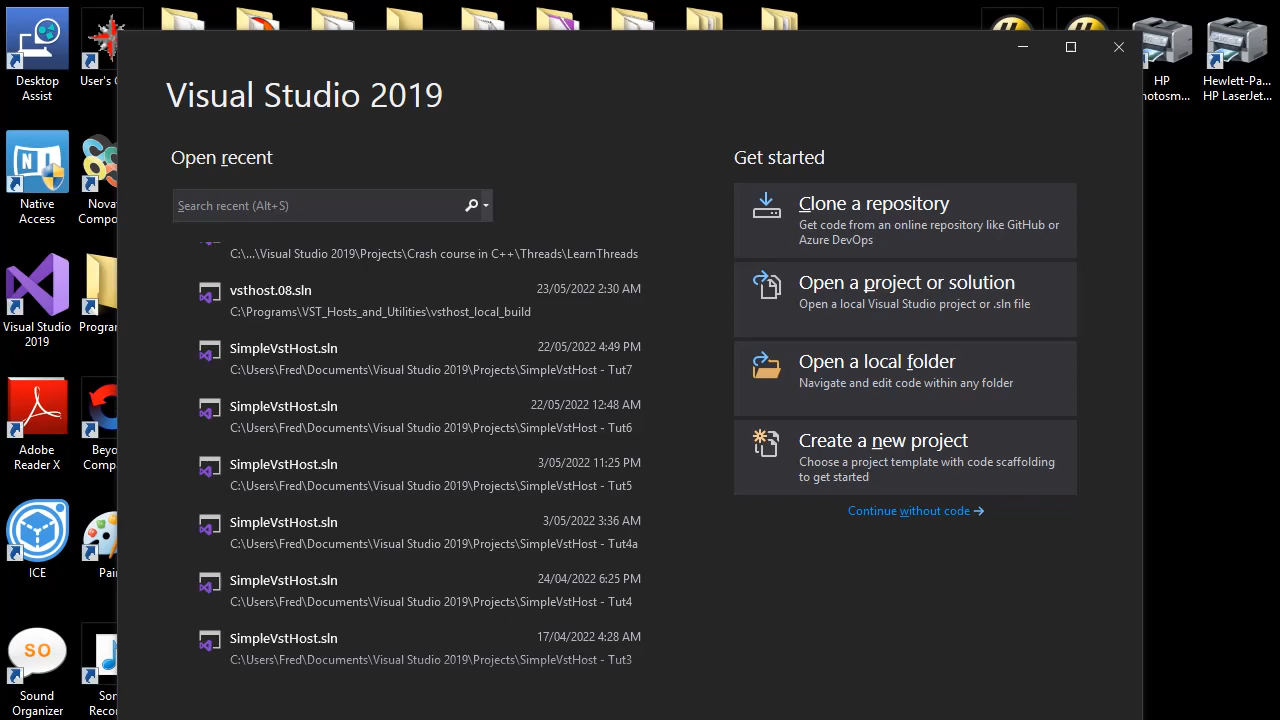 Desktop
Assist
User's
HP
Hewlett-Pa...
HP LaserJet...
Visual Studio 2019
Open recent
Get started
Search recent (Alt+S)
C:\...\Visual Studio 2019\Projects\Crash course in C++\Threads\LearnThreads
vsthost.08.sln
23/05/2022 2:30 AM
C:\Programs\VST_Hosts_and_Utilities\vsthost_local_build
SimpleVstHost.sln
22/05/2022 4:49 PM
C:\Users\Fred\Documents\Visual Studio 2019\Projects\SimpleVstHost - Tut7
SimpleVstHost.sln
22/05/2022 12:48 AM
C:\Users\Fred\Documents\Visual Studio 2019\Projects\SimpleVstHost - Tut6
SimpleVstHost.sln
3/05/2022 11:25 PM
C:\Users\Fred\Documents\Visual Studio 2019\Projects\SimpleVstHost - Tut5
SimpleVstHost.sln
3/05/2022 3:36 AM
C:\Users\Fred\Documents\Visual Studio 2019\Projects\SimpleVstHost - Tut4a
SimpleVstHost.sln
24/04/2022 6:25 PM
C:\Users\Fred\Documents\Visual Studio 2019\Projects\SimpleVstHost - Tut4
SimpleVstHost.sln
17/04/2022 4:28 AM
C:\Users\Fred\Documents\Visual Studio 2019\Projects\SimpleVstHost - Tut3
Clone a repository
Get code from an online repository like GitHub or
Azure DevOps
Open a project or solution
Open a local Visual Studio project or .sln file
Open a local folder
Navigate and edit code within any folder
Create a new project
Choose a project template with code scaffolding
to get started
Continue without code
Native
Access
Visual Studio
2019
Adobe
Reader X
ICE
Sound
Organizer
SO